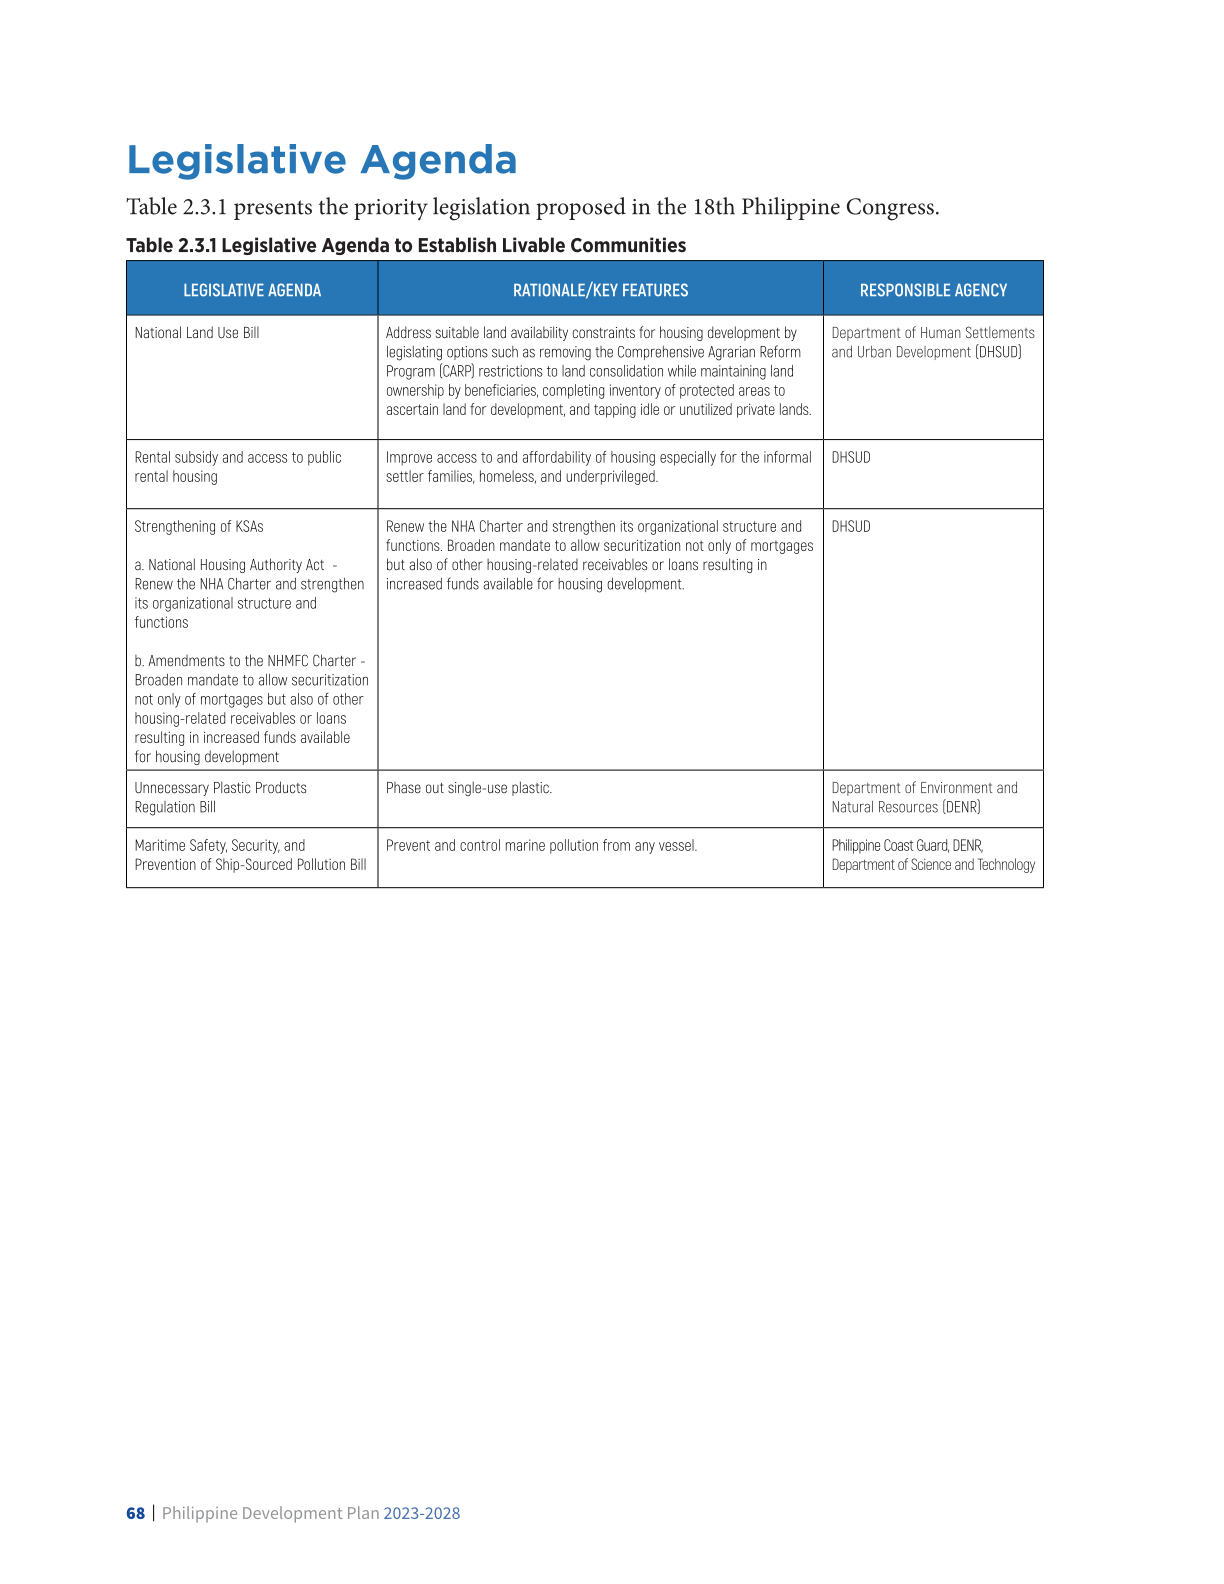 Legislative Agenda
Table 2.3.1 presents the priority legislation proposed in the 18th Philippine Congress.
Table 2.3.1 Legislative Agenda to Establish Livable Communities
LEGISLATIVE AGENDA
RATIONALE/KEY FEATURES
RESPONSIBLE AGENCY
National Land Use Bill
Address suitable land availability constraints for housing development by
legislating options such as removing the Comprehensive Agrarian Reform
Program (CARP) restrictions to land consolidation while maintaining land
ownership by beneficiaries, completing inventory of protected areas to
ascertain land for development, and tapping idle or unutilized private lands.
Department of Human Settlements
and Urban Development (DHSUD)
Rental subsidy and access to public
rental housing
Improve access to and affordability of housing especially for the informal
settler families, homeless, and underprivileged.
DHSUD
Strengthening of KSAs
a. National Housing Authority Act -
Renew the NHA Charter and strengthen
its organizational structure and
functions
b. Amendments to the NHMFC Charter -
Broaden mandate to allow securitization
not only of mortgages but also of other
housing-related receivables or loans
resulting in increased funds available
for housing development
Renew the NHA Charter and strengthen its organizational structure and
functions. Broaden mandate to allow securitization not only of mortgages
but also of other housing-related receivables or loans resulting in
increased funds available for housing development.
DHSUD
Unnecessary Plastic Products
Regulation Bill
Phase out single-use plastic.
Department of Environment and
Natural Resources (DENR)
Maritime Safety, Security, and
Prevention of Ship-Sourced Pollution Bill
Prevent and control marine pollution from any vessel.
Philippine Coast Guard, DENR,
Department of Science and Technology
68 | Philippine Development Plan 2023-2028